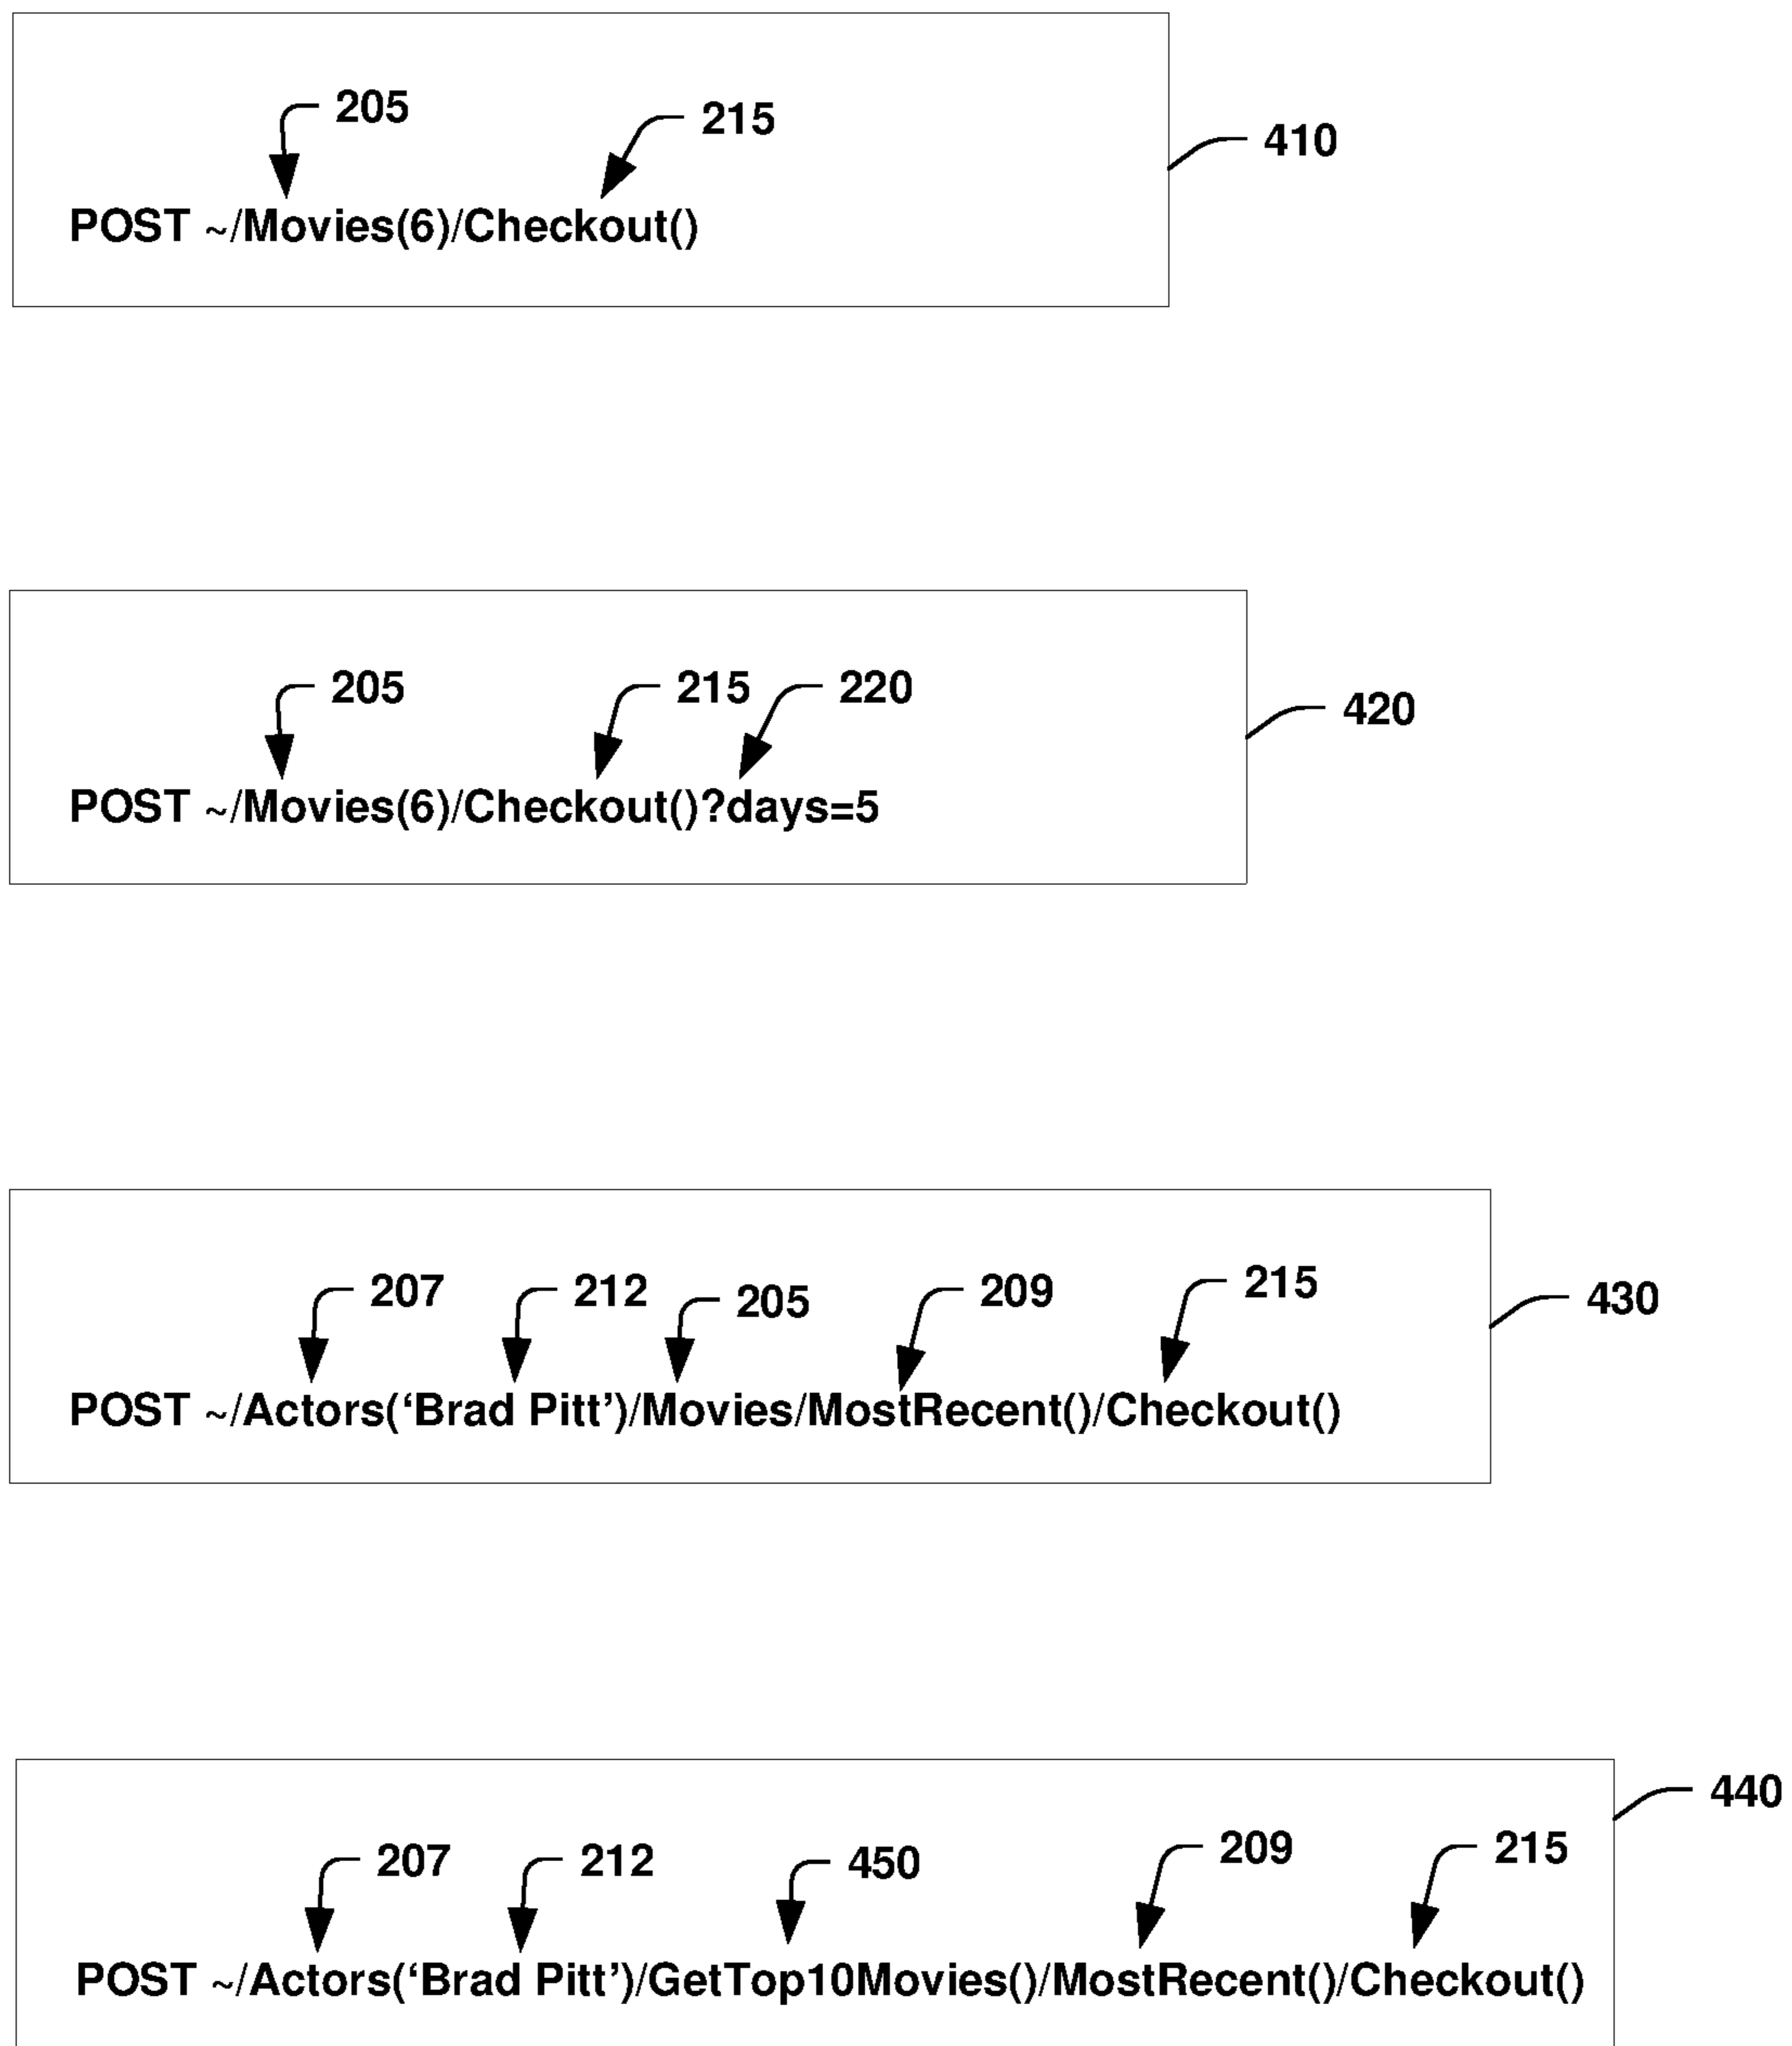 205 215 410
POST ~/Movies(6)/Checkout()
205 215 220 420
POST ~/Movies(6)/Checkout()?days=5
207 212 205 209 215 430
POST ~/Actors(‘Brad Pitt’)/Movies/MostRecent()/Checkout()
440
207 212 450 209 215
POST ~/Actors(‘Brad Pitt’)/GetTop10Movies()/MostRecent()/Checkout()